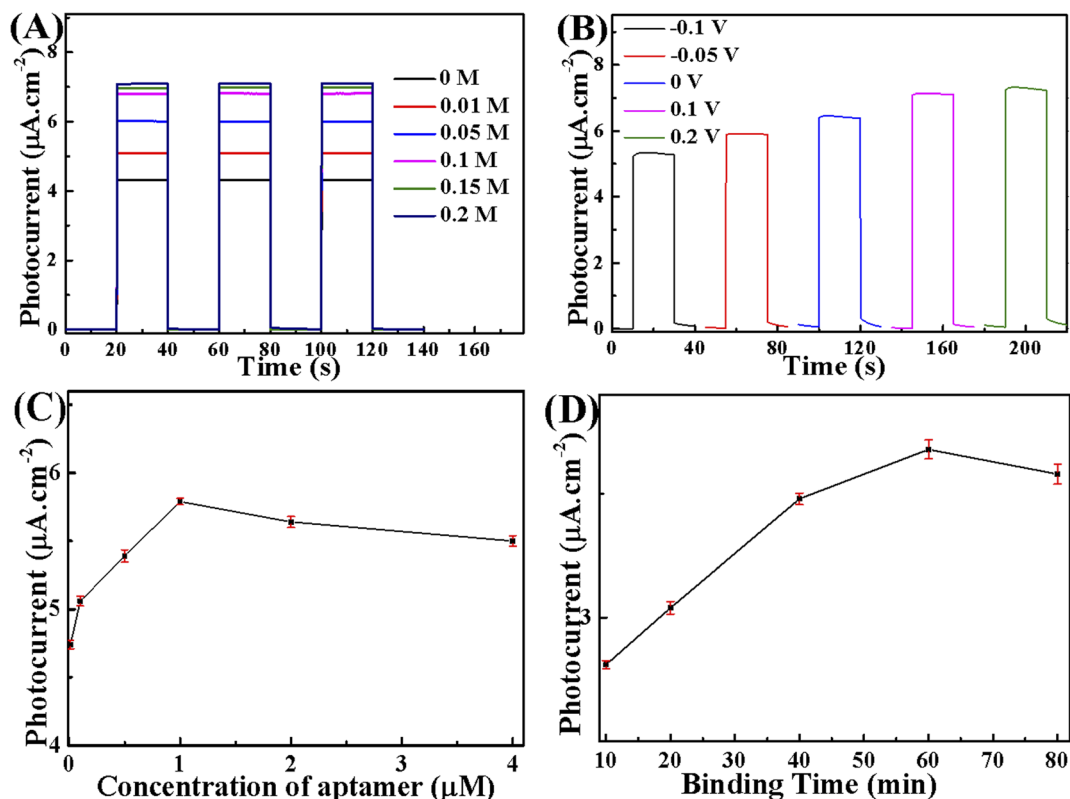 (A)
Photocurrent (µA.cm⁻²)
8
6
4
2
0
0 20 40 60 80 100 120 140 160
Time (s)
0 M
0.01 M
0.05 M
0.1 M
0.15 M
0.2 M
(B)
Photocurrent (µA.cm⁻²)
8
6
4
2
0
0 40 80 120 160 200
Time (s)
-0.1 V
-0.05 V
0 V
0.1 V
0.2 V
(C)
Photocurrent (µA.cm⁻²)
6
5
4
0 1 2 3 4
Concentration of aptamer (µM)
(D)
Photocurrent (µA.cm⁻²)
3
10 20 30 40 50 60 70 80
Binding Time (min)